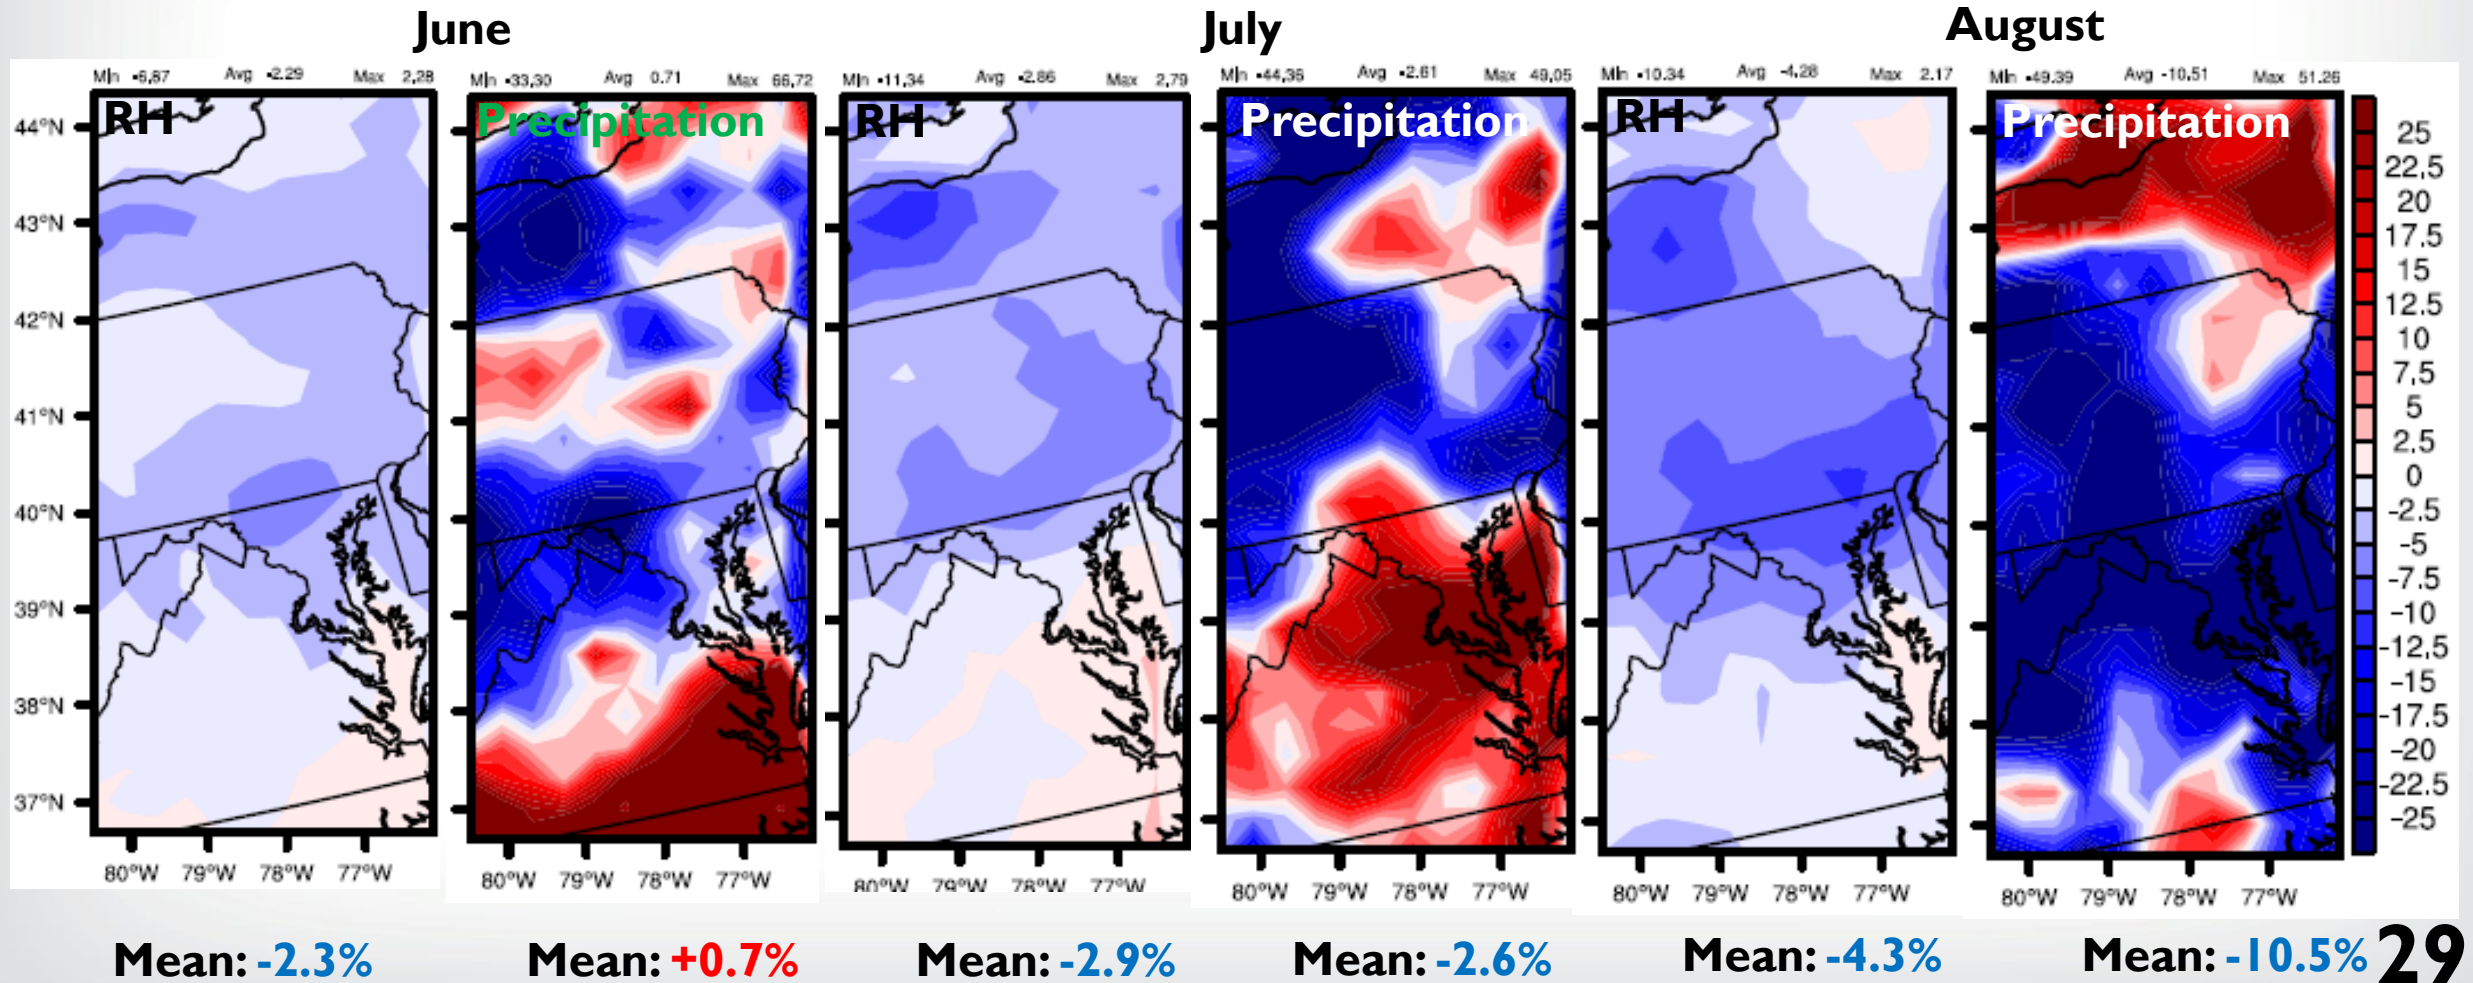 June July August
Min -6.87 Avg -2.29 Max 2.28
Min -33.30 Avg 0.71 Max 66.72
Min -11.34 Avg -2.86 Max 2.79
Min -44.36 Avg -2.61 Max 49.05
Min -10.34 Avg -4.28 Max 2.17
Min -49.39 Avg -10.51 Max 51.26
RH Precipitation RH Precipitation RH Precipitation
44°N
43°N
42°N
41°N
40°N
39°N
38°N
37°N
25
22.5
20
17.5
15
12.5
10
7.5
5
2.5
0
-2.5
-5
-7.5
-10
-12.5
-15
-17.5
-20
-22.5
-25
80°W 79°W 78°W 77°W
80°W 79°W 78°W 77°W
80°W 79°W 78°W 77°W
80°W 79°W 78°W 77°W
80°W 79°W 78°W 77°W
80°W 79°W 78°W 77°W
Mean: -2.3% Mean: +0.7% Mean: -2.9% Mean: -2.6% Mean: -4.3% Mean: -10.5% 29